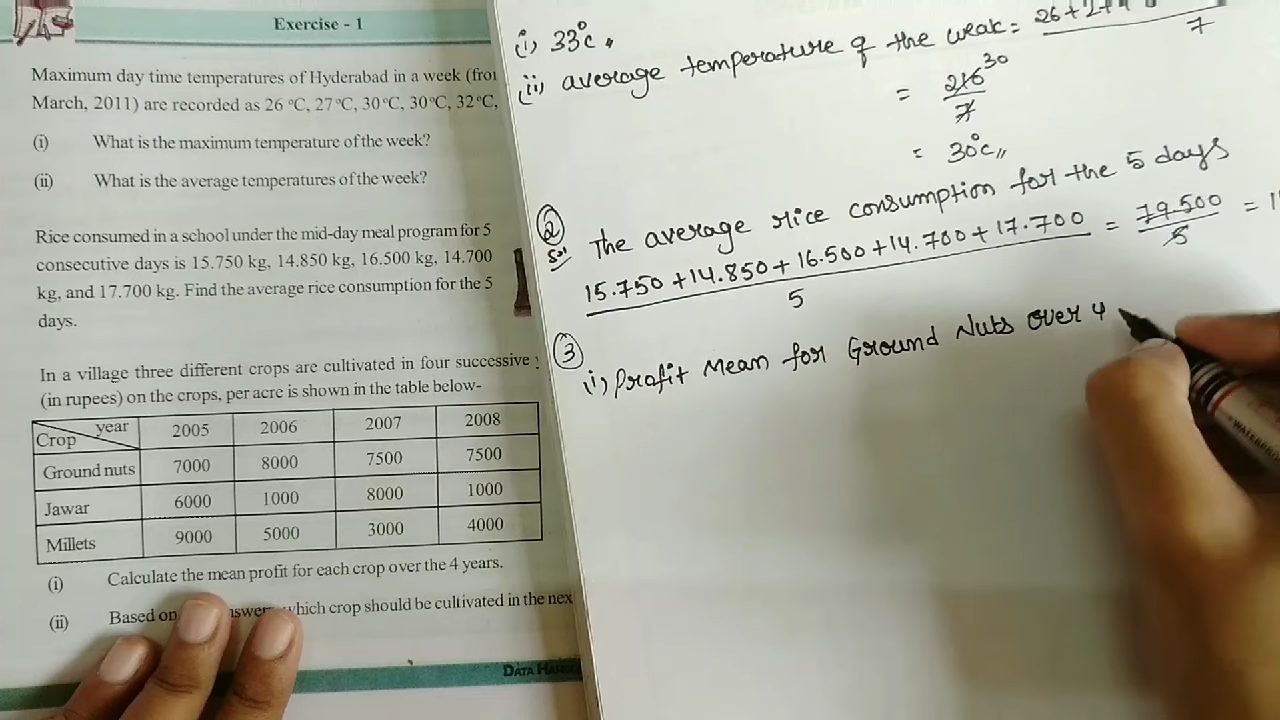 Exercise - 1
Maximum day time temperatures of Hyderabad in a week
March, 2011) are recorded as 26 °C, 27 °C, 30 °C, 30 °C, 32 °C,
(i) What is the maximum temperature of the week?
(ii) What is the average temperatures of the week?
Rice consumed in a school under the mid-day meal program for 5
consecutive days is 15.750 kg, 14.850 kg, 16.500 kg, 14.700
kg, and 17.700 kg. Find the average rice consumption for the 5
days.
In a village three different crops are cultivated in four successive
(in rupees) on the crops, per acre is shown in the table below-
Crop year 2005 2006 2007 2008
Ground nuts 7000 8000 7500 7500
Jawar 6000 1000 8000 1000
Millets 9000 5000 3000 4000
(i) Calculate the mean profit for each crop over the 4 years.
(ii) Based on which crop should be cultivated in the
DATA
(i) 33°C
(ii) average temperature of the weak =
7
= 216 30
7
= 30°C
② The average rice consumption for the 5 days
Sol
15.750 + 14.850 + 16.500 + 14.700 + 17.700 = 79.500 =
5 5
③
(i) Profit Mean for Ground Nuts over 4